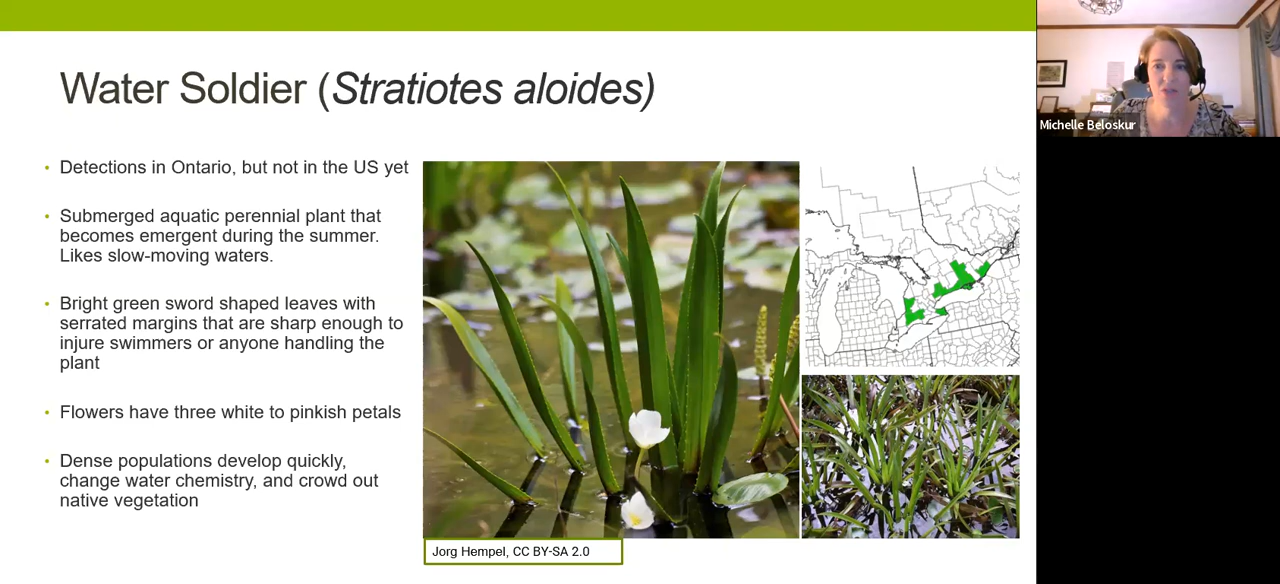 Water Soldier (Stratiotes aloides)
Michelle Beloskur
• Detections in Ontario, but not in the US yet
• Submerged aquatic perennial plant that
becomes emergent during the summer.
Likes slow-moving waters.
• Bright green sword shaped leaves with
serrated margins that are sharp enough to
injure swimmers or anyone handling the
plant
• Flowers have three white to pinkish petals
• Dense populations develop quickly,
change water chemistry, and crowd out
native vegetation
Jorg Hempel, CC BY-SA 2.0